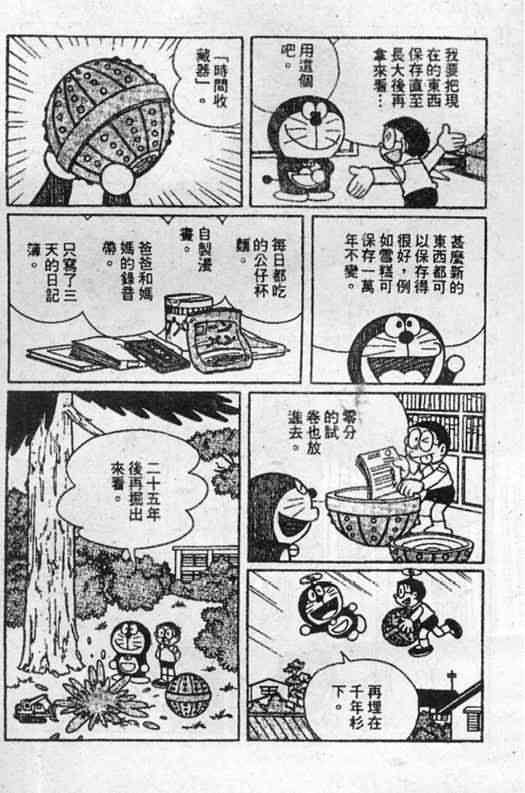 我要把現
在的東西
保存直至
長大後再
拿來看…
用這個
吧。
「時間收
藏器」。
甚麼新的
東西都可
以保存得
很好，例
如雪糕可
保存一萬
年不變。
每日都吃
的公仔杯
麵。
自製漫
畫。
爸爸和媽
媽的錄音
帶。
只寫了三
天的日記
簿。
零分
的試
卷也放
進去。
再埋在
千年杉
下。
二十五年
後再掘出
來看。